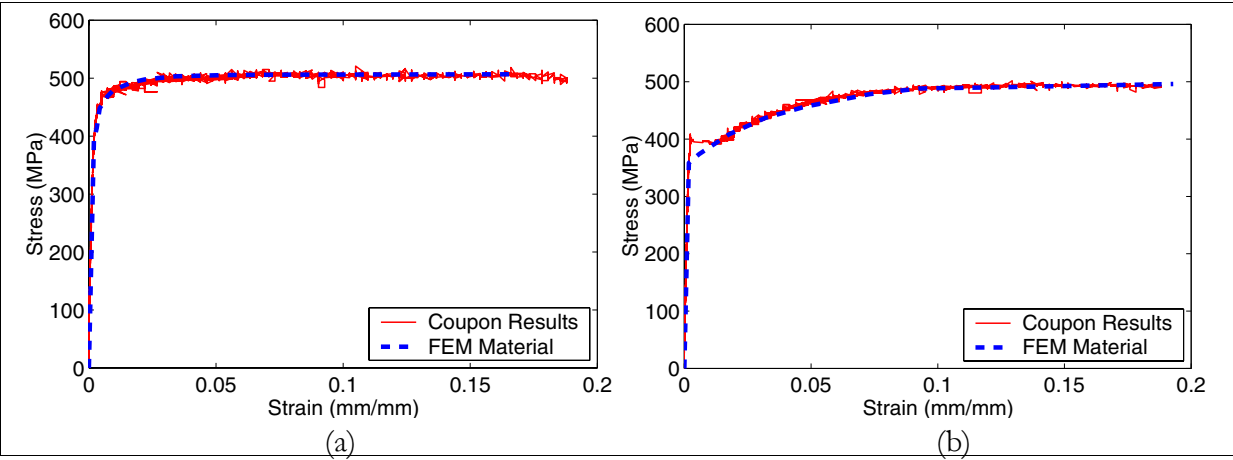 600
500
400
300
200
100
0
Stress (MPa)
0 0.05 0.1 0.15 0.2
Strain (mm/mm)
Coupon Results
FEM Material
(a)
600
500
400
300
200
100
0
Stress (MPa)
0 0.05 0.1 0.15 0.2
Strain (mm/mm)
Coupon Results
FEM Material
(b)